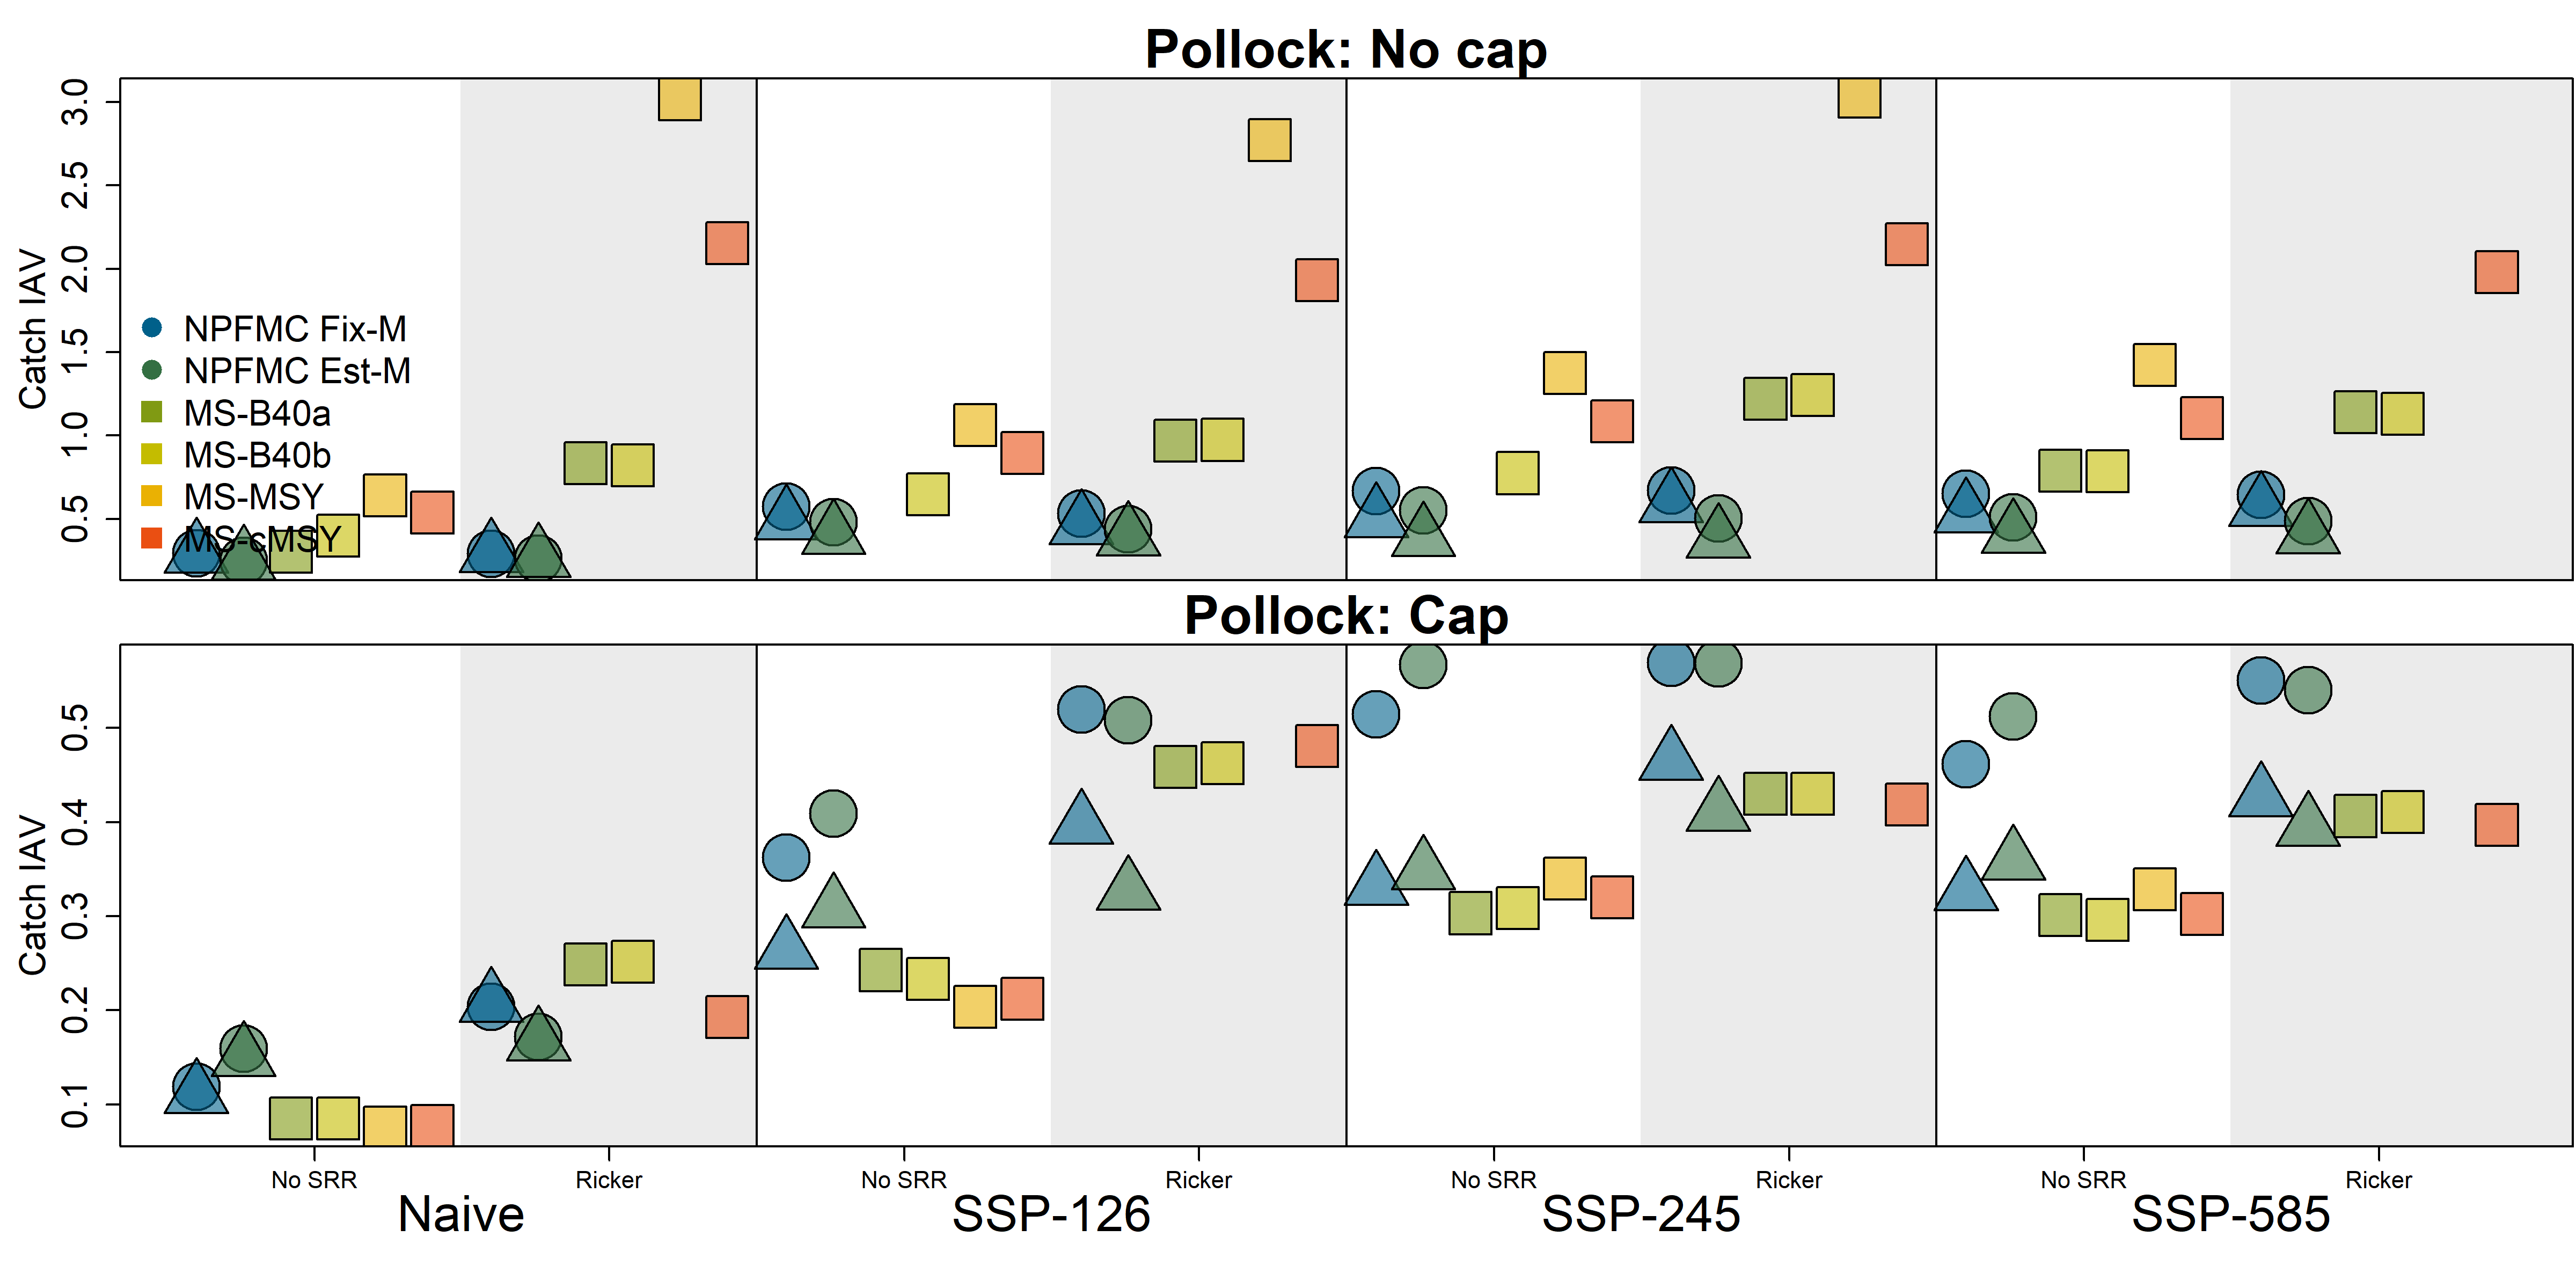 Pollock: No cap
Catch IAV
3.0
2.5
2.0
1.5
1.0
0.5
NPFMC Fix-M
NPFMC Est-M
MS-B40a
MS-B40b
MS-MSY
MS-cMSY
Pollock: Cap
Catch IAV
0.5
0.4
0.3
0.2
0.1
No SRR Ricker No SRR Ricker No SRR Ricker No SRR Ricker
Naive SSP-126 SSP-245 SSP-585